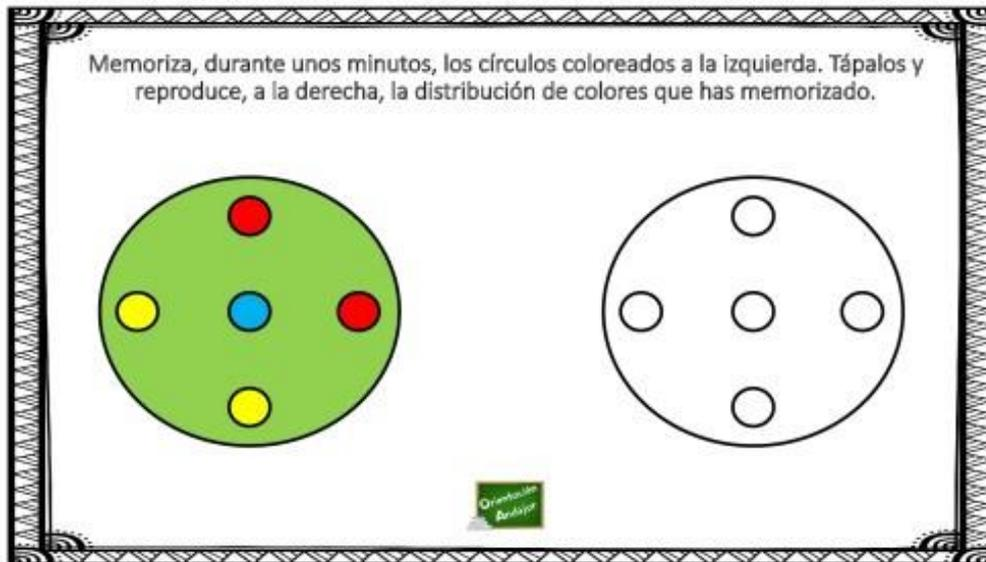 Memoriza, durante unos minutos, los círculos coloreados a la izquierda. Tápalos y
reproduce, a la derecha, la distribución de colores que has memorizado.
Orientación
Andújar